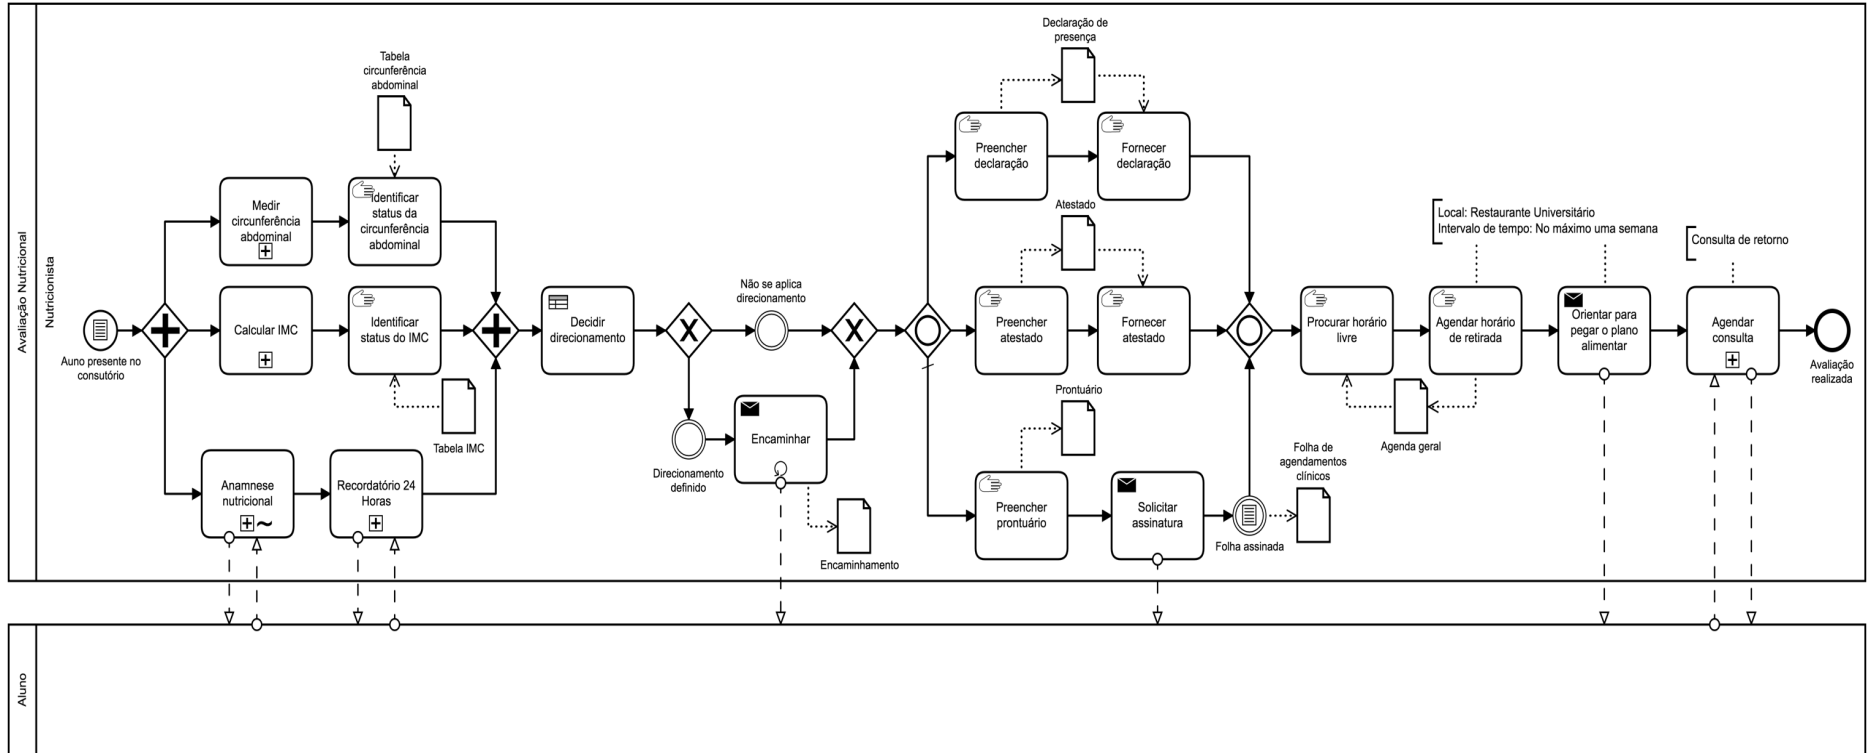 Avaliação Nutricional
Nutricionista
Auno presente no
consutório
Tabela
circunferência
abdominal
Medir
circunferência
abdominal
Identificar
status da
circunferência
abdominal
Calcular IMC
Identificar
status do IMC
Tabela IMC
Anamnese
nutricional
Recordatório 24
Horas
Decidir
direcionamento
X
Não se aplica
direcionamento
Direcionamento
definido
Encaminhar
Encaminhamento
X
Declaração de
presença
Preencher
declaração
Fornecer
declaração
Atestado
Preencher
atestado
Fornecer
atestado
Prontuário
Preencher
prontuário
Solicitar
assinatura
Folha assinada
Folha de
agendamentos
clínicos
Procurar horário
livre
Agendar horário
de retirada
Agenda geral
Local: Restaurante Universitário
Intervalo de tempo: No máximo uma semana
Orientar para
pegar o plano
alimentar
Consulta de retorno
Agendar
consulta
Avaliação
realizada
Aluno